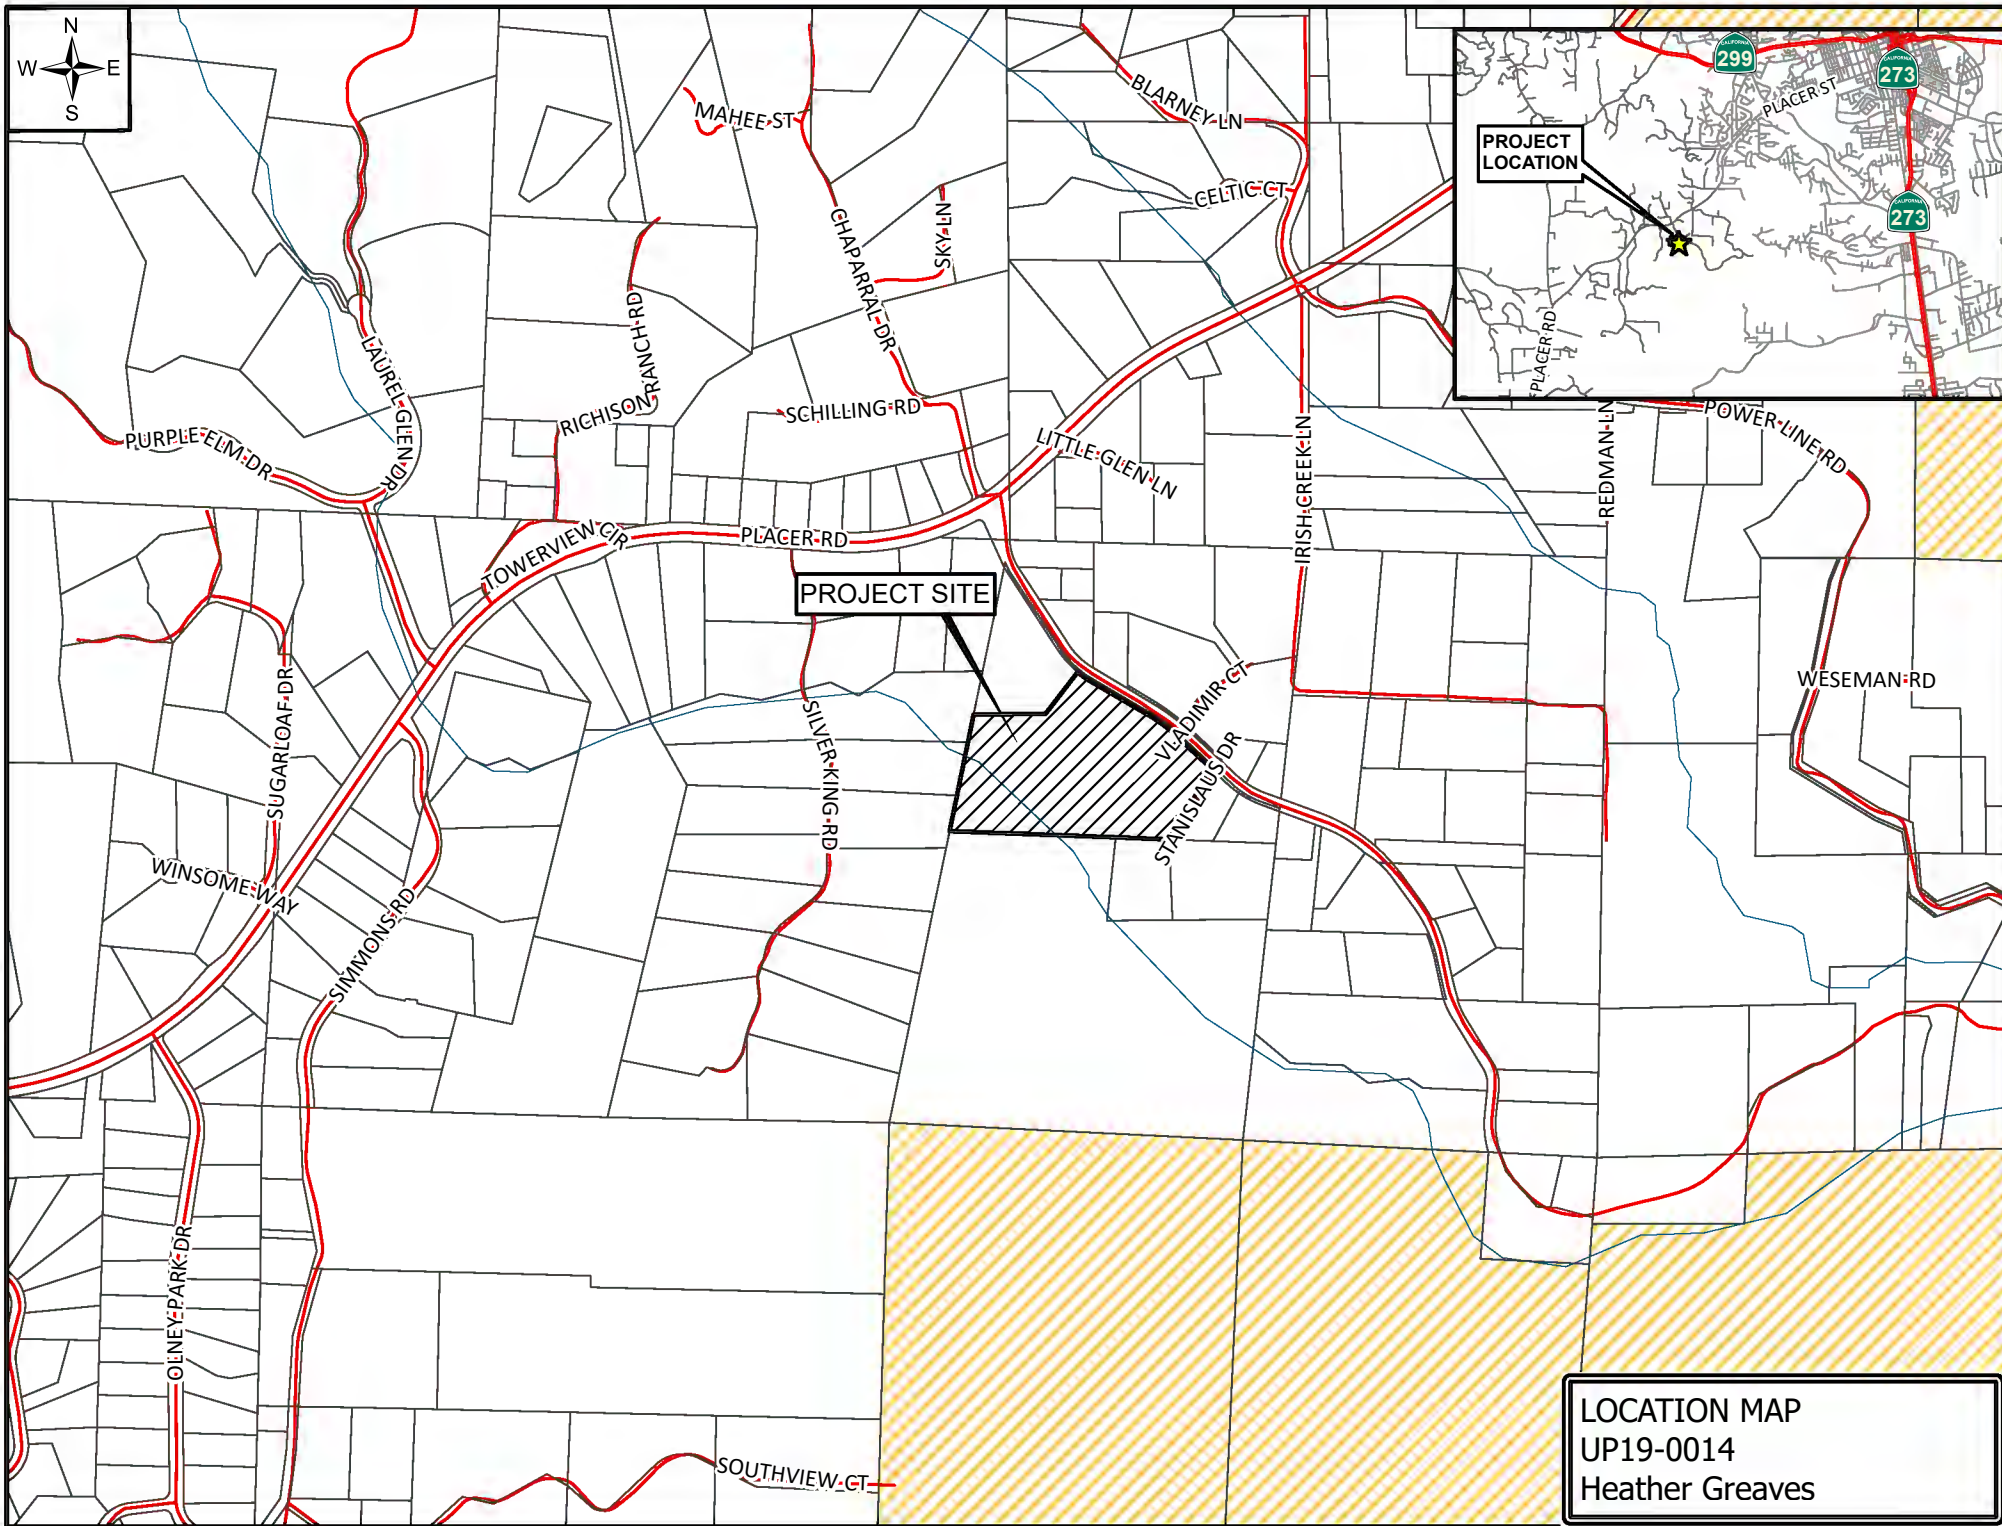 N
W E
S
MAHEE ST
BLARNEY LN
CELTIC CT
CHAPARRAL DR
SKY LN
CALIFORNIA
299
CALIFORNIA
273
PLACER ST
PROJECT
LOCATION
CALIFORNIA
273
PLACER RD
LAUREL GLEN DR
RICHISON RANCH RD
SCHILLING RD
PURPLE ELM DR
LITTLE GLEN LN
IRISH CREEK LN
REDMAN LN
POWER LINE RD
TOWERVIEW CIR
PLACER RD
PROJECT SITE
SUGARLOAF DR
SILVER KING RD
VLADIMIR CT
STANISLAUS DR
WESEMAN RD
WINSOME WAY
SIMMONS RD
OLNEY PARK DR
SOUTHVIEW CT
LOCATION MAP
UP19-0014
Heather Greaves